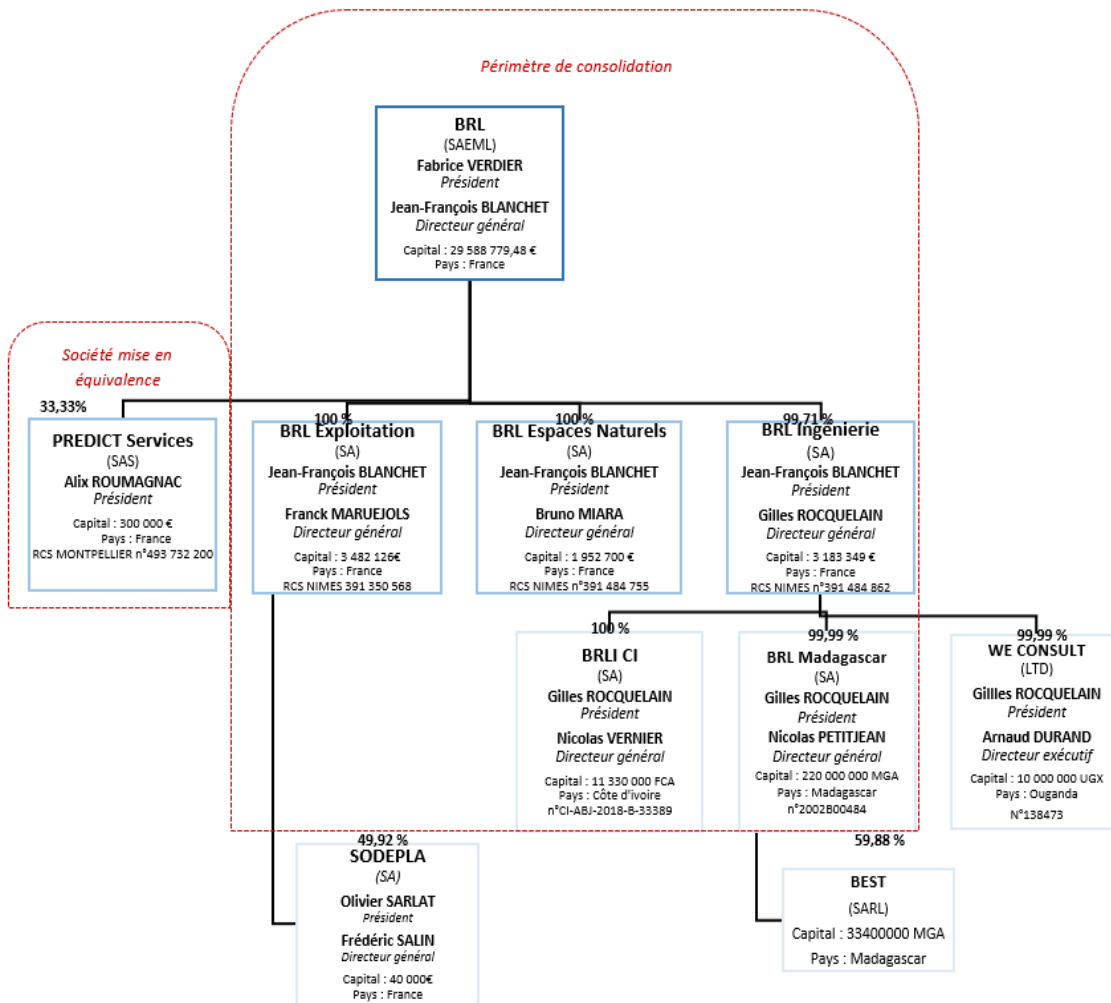 Périmètre de consolidation
BRL
(SAEML)
Fabrice VERDIER
Président
Jean-François BLANCHET
Directeur général
Capital : 29 588 779,48 €
Pays : France
Société mise en
équivalence
33,33%
PREDICT Services
(SAS)
Alix ROUMAGNAC
Président
Capital : 300 000 €
Pays : France
RCS MONTPELLIER n°493 732 200
100 %
BRL Exploitation
(SA)
Jean-François BLANCHET
Président
Franck MARUEJOLS
Directeur général
Capital : 3 482 126€
Pays : France
RCS NIMES 391 350 568
100 %
BRL Espaces Naturels
(SA)
Jean-François BLANCHET
Président
Bruno MIARA
Directeur général
Capital : 1 952 700 €
Pays : France
RCS NIMES n°391 484 755
99,71 %
BRL Ingénierie
(SA)
Jean-François BLANCHET
Président
Gilles ROCQUELAIN
Directeur général
Capital : 3 183 349 €
Pays : France
RCS NIMES n°391 484 862
100 %
BRLI CI
(SA)
Gilles ROCQUELAIN
Président
Nicolas VERNIER
Directeur général
Capital : 11 330 000 FCA
Pays : Côte d'ivoire
n°CI-ABJ-2018-B-33389
99,99 %
BRL Madagascar
(SA)
Gilles ROCQUELAIN
Président
Nicolas PETITJEAN
Directeur général
Capital : 220 000 000 MGA
Pays : Madagascar
n°2002B00484
99,99 %
WE CONSULT
(LTD)
Gillles ROCQUELAIN
Président
Arnaud DURAND
Directeur exécutif
Capital : 10 000 000 UGX
Pays : Ouganda
N°138473
49,92 %
SODEPLA
(SA)
Olivier SARLAT
Président
Frédéric SALIN
Directeur général
Capital : 40 000€
Pays : France
59,88 %
BEST
(SARL)
Capital : 33400000 MGA
Pays : Madagascar